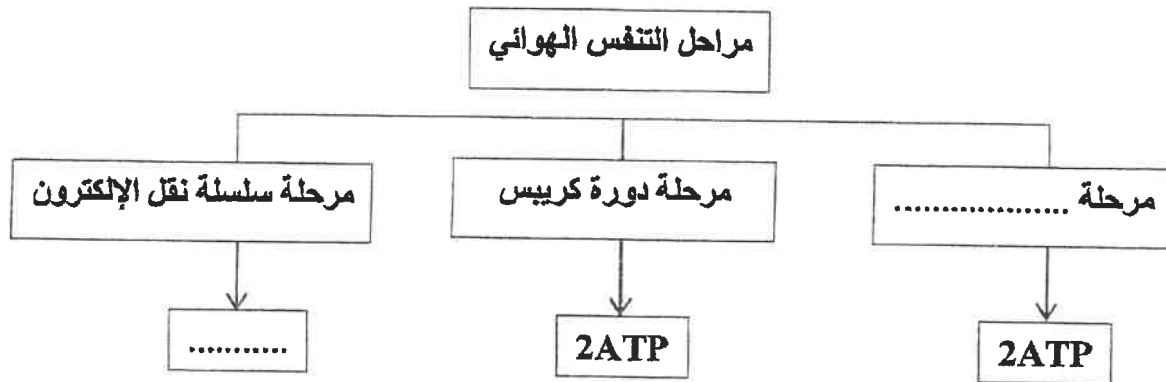 مراحل التنفس الهوائي
مرحلة ...................
مرحلة دورة كريبس
مرحلة سلسلة نقل الإلكترون
2ATP
2ATP
...........